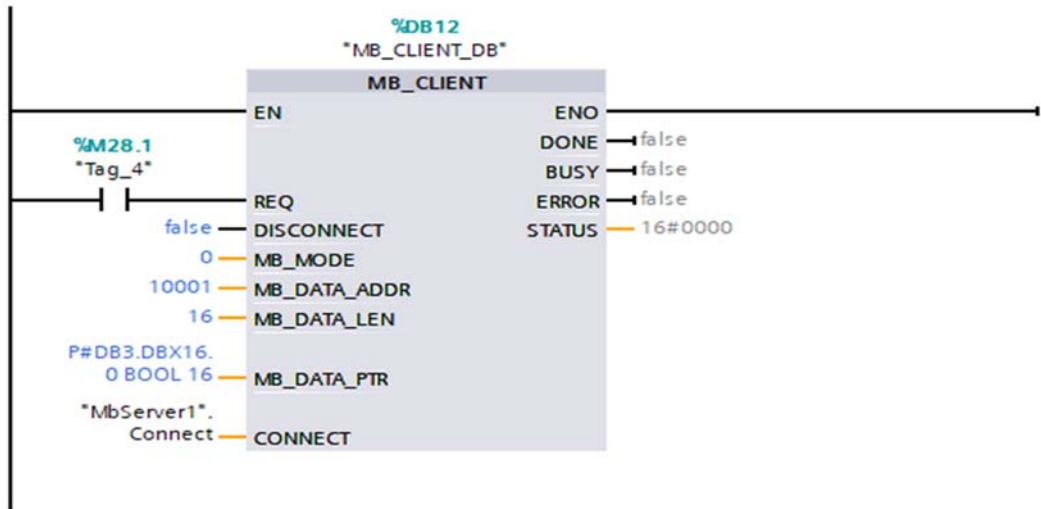 %DB12
"MB_CLIENT_DB"
MB_CLIENT
EN ENO
DONE false
%M28.1
"Tag_4"
BUSY false
REQ ERROR false
false DISCONNECT STATUS 16#0000
0 MB_MODE
10001 MB_DATA_ADDR
16 MB_DATA_LEN
P#DB3.DBX16.
0 BOOL 16 MB_DATA_PTR
"MbServer1".
Connect CONNECT